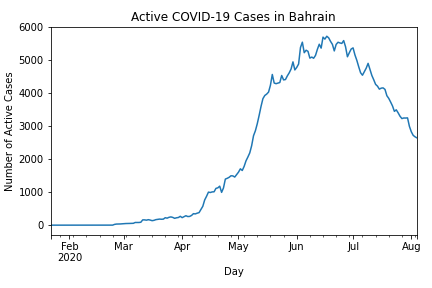 Active COVID-19 Cases in Bahrain
Number of Active Cases
6000
5000
4000
3000
2000
1000
0
Feb Mar Apr May Jun Jul Aug
2020
Day